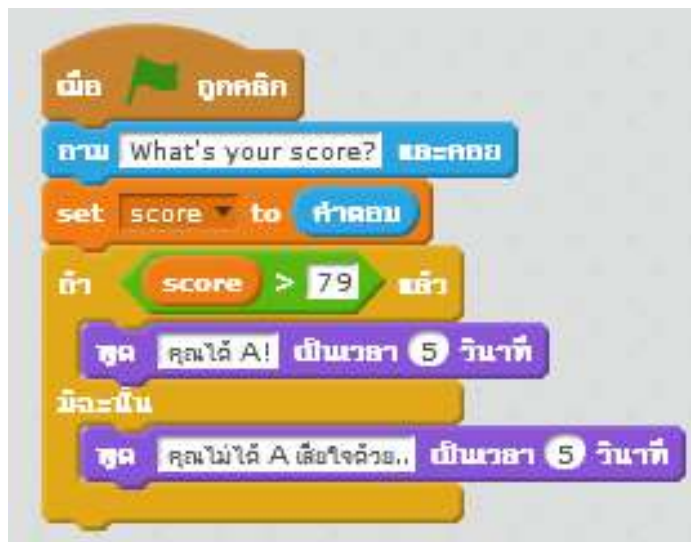 เมื่อ ถูกคลิก
ถาม What's your score? และคอย
set score to คำตอบ
ถ้า score > 79 แล้ว
พูด คุณได้ A! เป็นเวลา 5 วินาที
มิฉะนั้น
พูด คุณไม่ได้ A เสียใจด้วย.. เป็นเวลา 5 วินาที